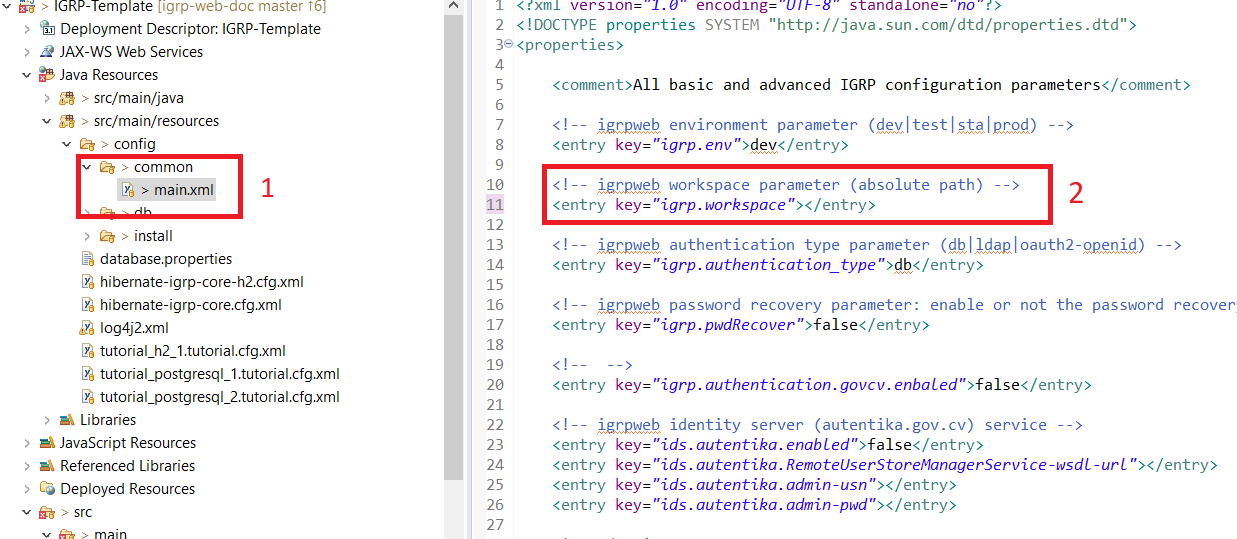 > IGRP-Template [igrp-web-doc master ↑6]
> Deployment Descriptor: IGRP-Template
> JAX-WS Web Services
Java Resources
> src/main/java
> src/main/resources
> config
> common
> main.xml
1
> db
> install
database.properties
hibernate-igrp-core-h2.cfg.xml
hibernate-igrp-core.cfg.xml
log4j2.xml
tutorial_h2_1.tutorial.cfg.xml
tutorial_postgresql_1.tutorial.cfg.xml
tutorial_postgresql_2.tutorial.cfg.xml
Libraries
JavaScript Resources
Referenced Libraries
Deployed Resources
> src
> main
1 <?xml version="1.0" encoding="UTF-8" standalone="no"?>
2 <!DOCTYPE properties SYSTEM "http://java.sun.com/dtd/properties.dtd">
3 <properties>
4
5 <comment>All basic and advanced IGRP configuration parameters</comment>
6
7 <!-- igrpweb environment parameter (dev|test|sta|prod) -->
8 <entry key="igrp.env">dev</entry>
9
10 <!-- igrpweb workspace parameter (absolute path) -->
11 <entry key="igrp.workspace"></entry>
2
12
13 <!-- igrpweb authentication type parameter (db|ldap|oauth2-openid) -->
14 <entry key="igrp.authentication_type">db</entry>
15
16 <!-- igrpweb password recovery parameter: enable or not the password recovery
17 <entry key="igrp.pwdRecover">false</entry>
18
19 <!--  -->
20 <entry key="igrp.authentication.govcv.enbaled">false</entry>
21
22 <!-- igrpweb identity server (autentika.gov.cv) service -->
23 <entry key="ids.autentika.enabled">false</entry>
24 <entry key="ids.autentika.RemoteUserStoreManagerService-wsdl-url"></entry>
25 <entry key="ids.autentika.admin-usn"></entry>
26 <entry key="ids.autentika.admin-pwd"></entry>
27